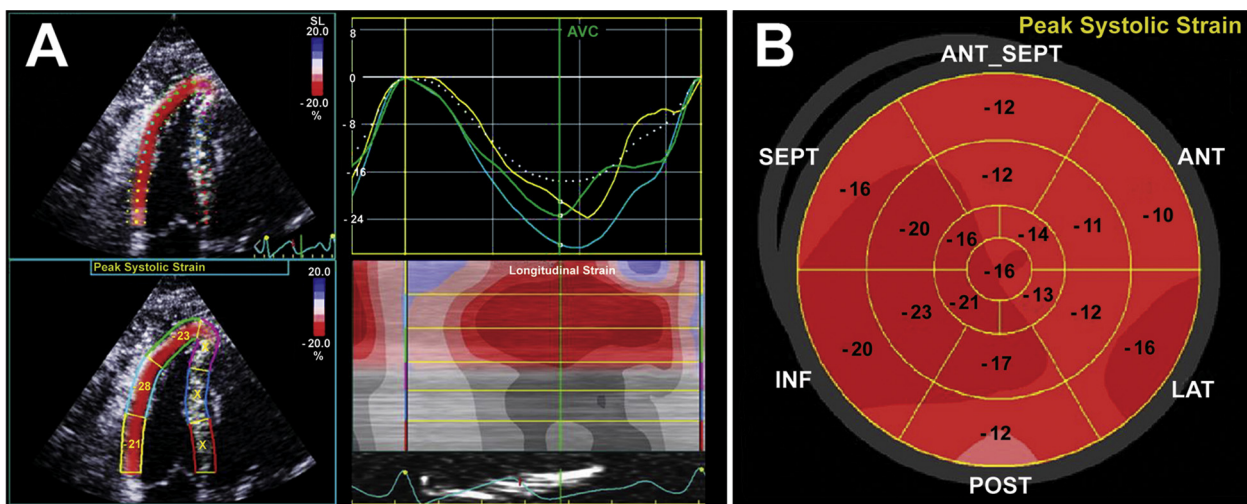 A
SL
20.0
-20.0
%
8
0
-8
-16
-24
AVC
Peak Systolic Strain
20.0
-20.0
%
-23
-28
-21
X
X
X
Longitudinal Strain
B
Peak Systolic Strain
ANT_SEPT
SEPT
ANT
INF
LAT
POST
-12
-16
-10
-12
-20
-11
-16
-14
-16
-21
-13
-23
-12
-20
-16
-17
-12